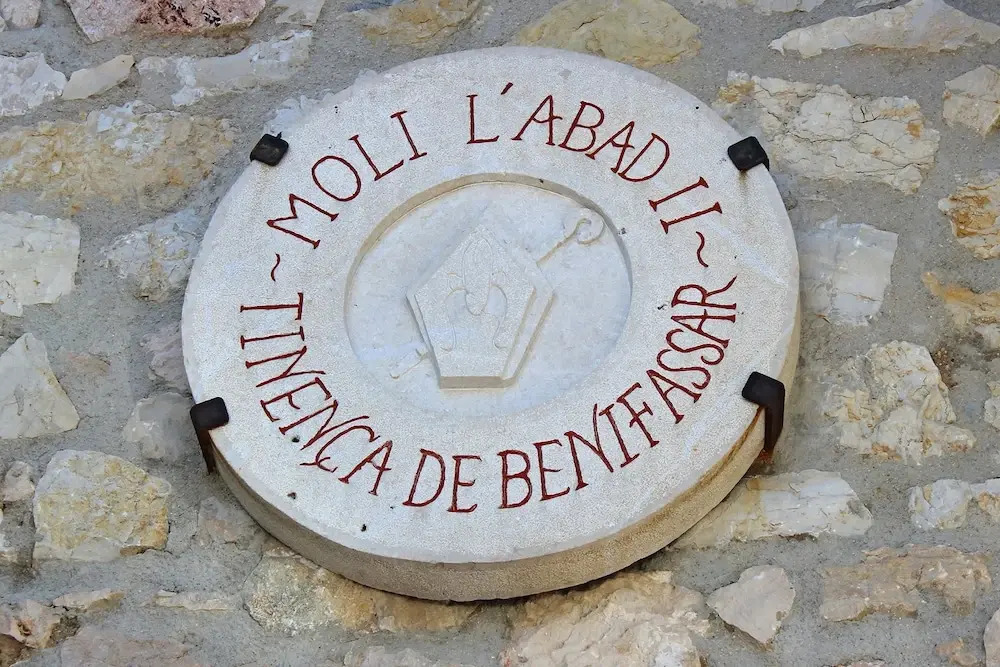 MOLI L'ABAD II ~
TINENÇA DE BENIFASSAR ~